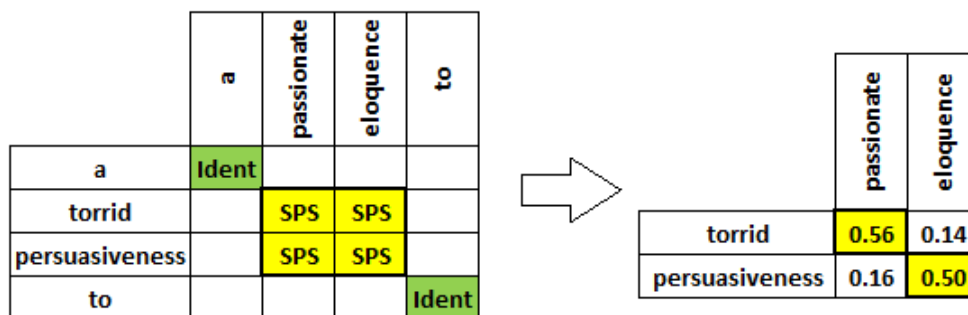 a passionate eloquence to
a Ident
torrid SPS SPS
persuasiveness SPS SPS
to Ident
passionate eloquence
torrid 0.56 0.14
persuasiveness 0.16 0.50